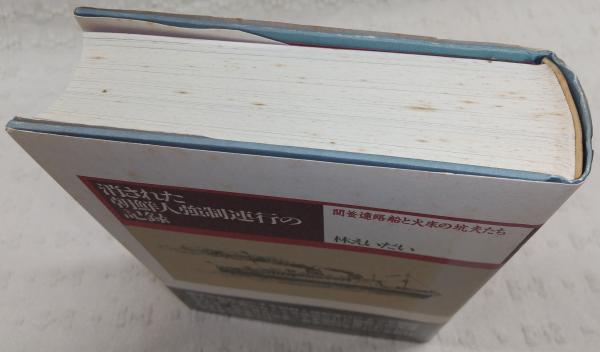 消された
朝鮮人強制連行の
記録
関釜連絡船と火床の坑夫たち
林えいだい